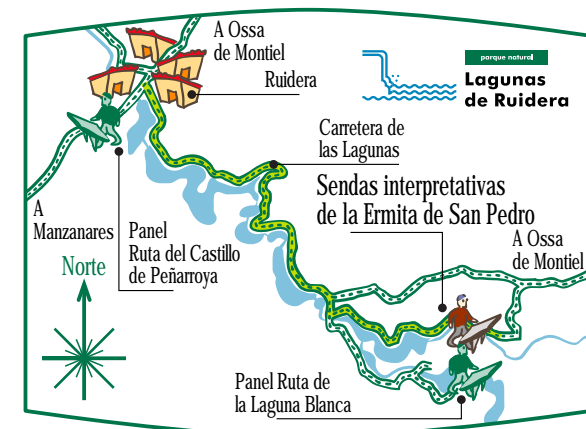 A Ossa
de Montiel
Ruidera
parque natural
Lagunas
de Ruidera
Carretera de
las Lagunas
Sendas interpretativas
de la Ermita de San Pedro
A
Manzanares
Panel
Ruta del Castillo
de Peñarroya
A Ossa
de Montiel
Norte
Panel Ruta de
la Laguna Blanca